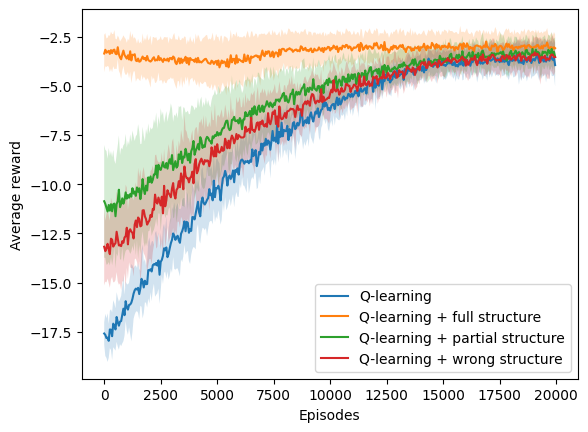 −2.5
−5.0
−7.5
−10.0
−12.5
−15.0
−17.5
Average reward
Q-learning
Q-learning + full structure
Q-learning + partial structure
Q-learning + wrong structure
0 2500 5000 7500 10000 12500 15000 17500 20000
Episodes